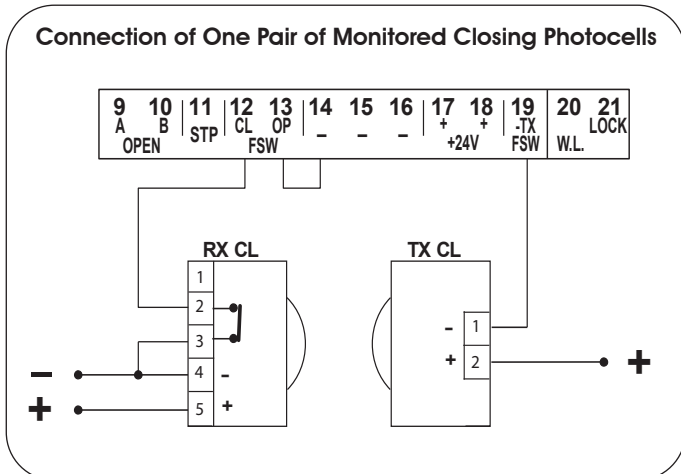 Connection of One Pair of Monitored Closing Photocells
9 10 11 12 13 14 15 16 17 18 19 20 21
A B STP CL OP – – – + + -TX W.L. LOCK
OPEN FSW +24V FSW
RX CL TX CL
1
2
3
– 4 -
+ 5 +
- 1
+ 2 +